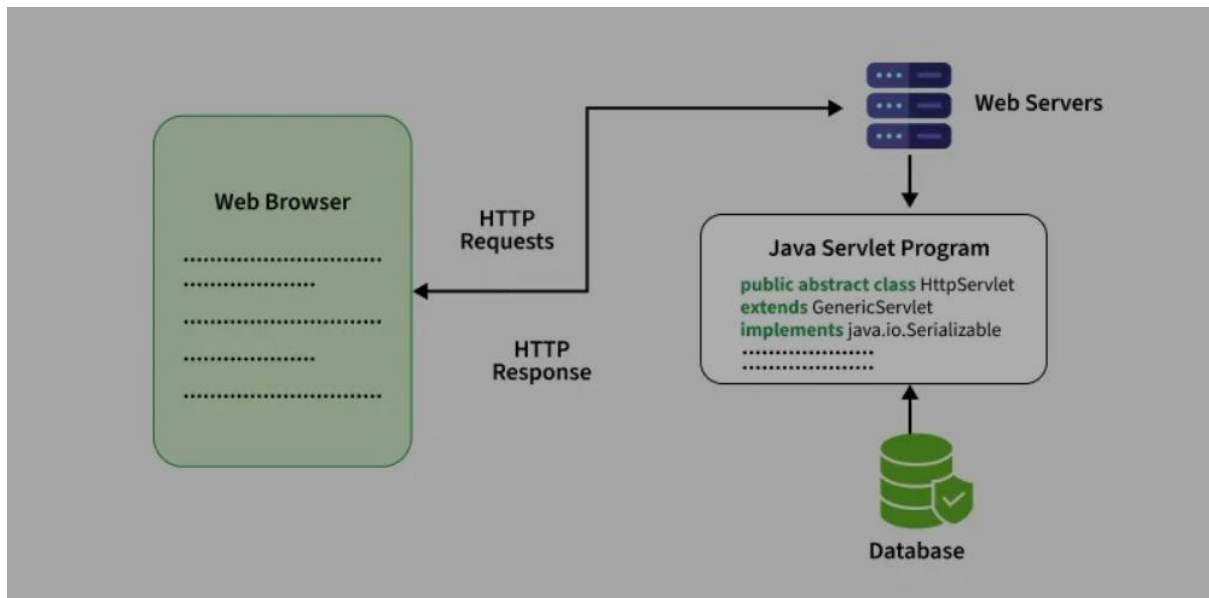 Web Browser
HTTP
Requests
HTTP
Response
Web Servers
Java Servlet Program
public abstract class HttpServlet
extends GenericServlet
implements java.io.Serializable
Database